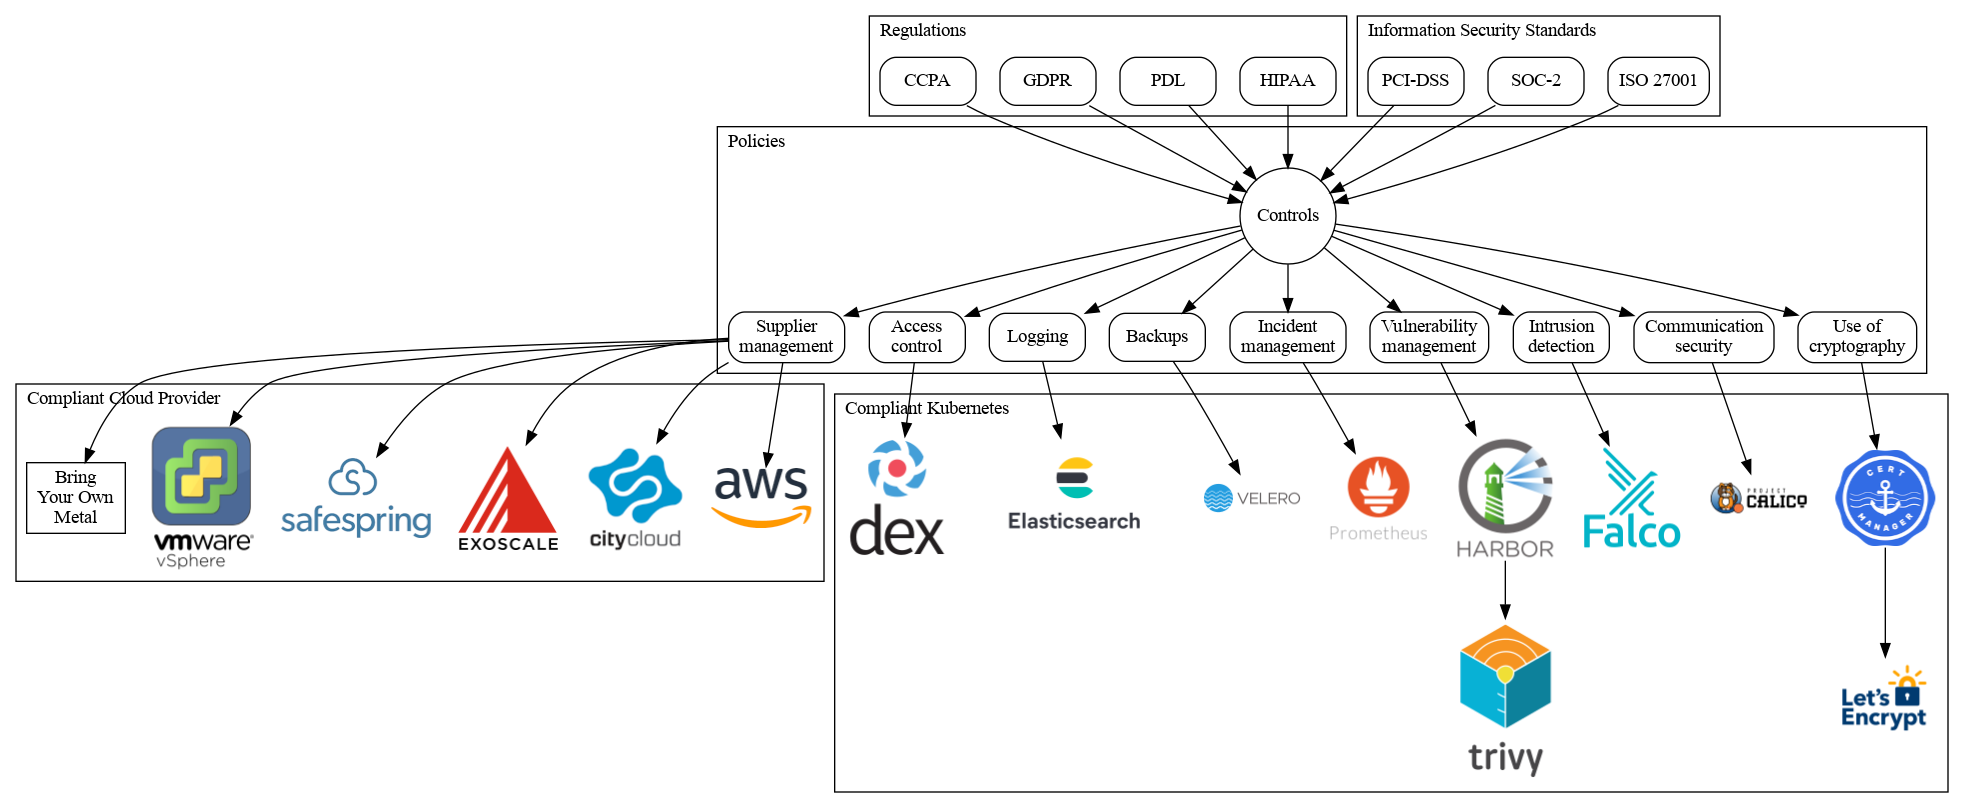 Regulations
CCPA
GDPR
PDL
HIPAA
Information Security Standards
PCI-DSS
SOC-2
ISO 27001
Policies
Controls
Supplier
management
Access
control
Logging
Backups
Incident
management
Vulnerability
management
Intrusion
detection
Communication
security
Use of
cryptography
Compliant Cloud Provider
Bring
Your Own
Metal
vmware®
vSphere
safespring
EXOSCALE
citycloud
aws
Compliant Kubernetes
dex
Elasticsearch
VELERO
Prometheus
HARBOR
Falco
PROJECT
CALICO
CERT
MANAGER
trivy
Let's
Encrypt